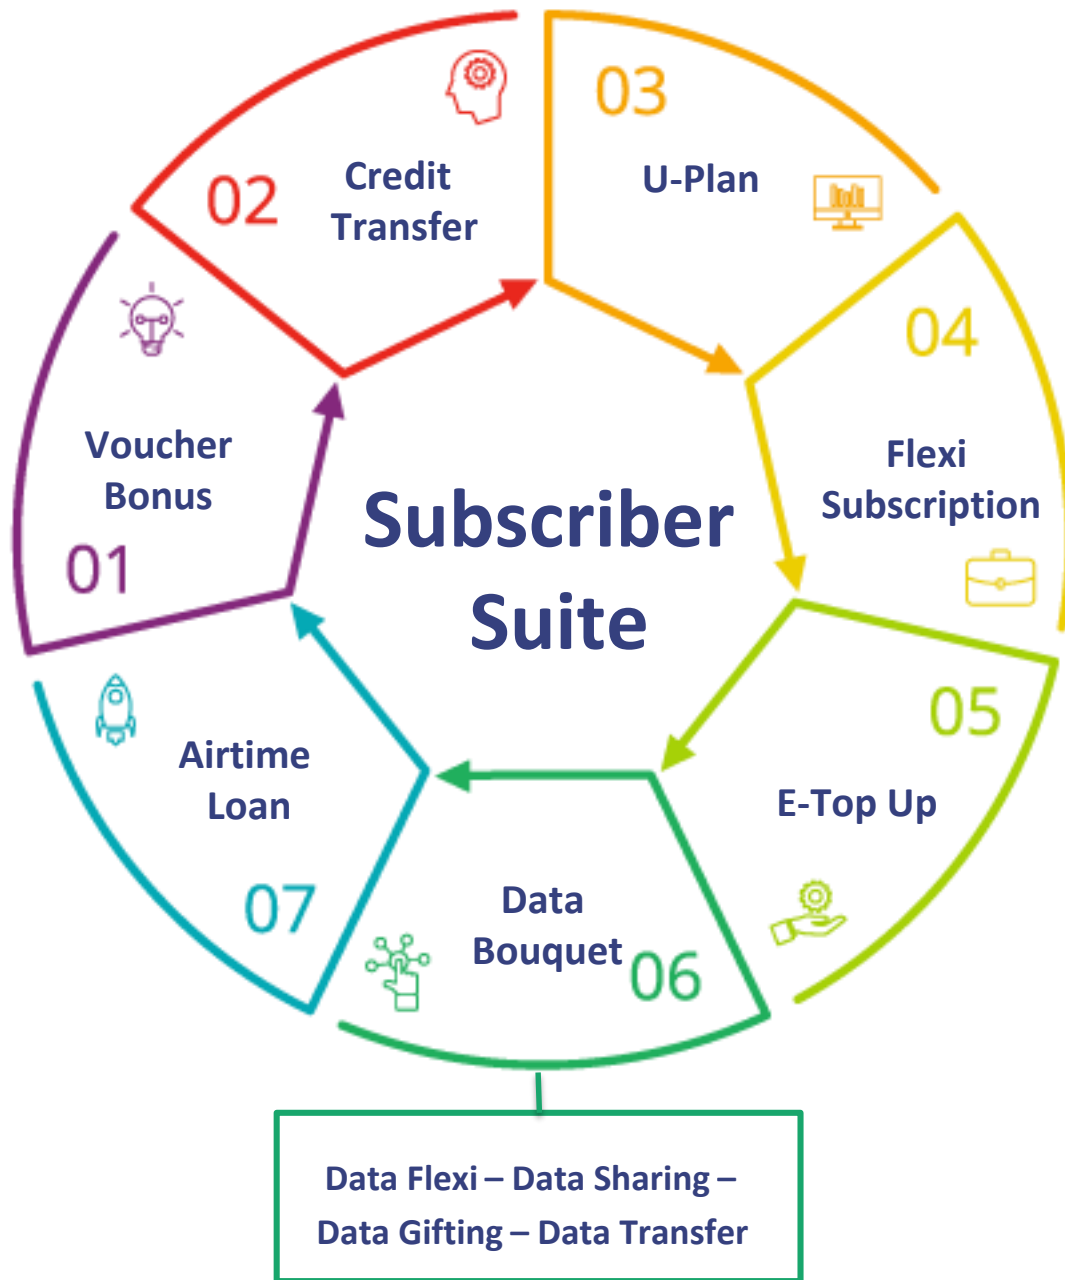 Subscriber
Suite
01
Voucher
Bonus
02
Credit
Transfer
03
U-Plan
04
Flexi
Subscription
05
E-Top Up
06
Data
Bouquet
07
Airtime
Loan
Data Flexi – Data Sharing –
Data Gifting – Data Transfer